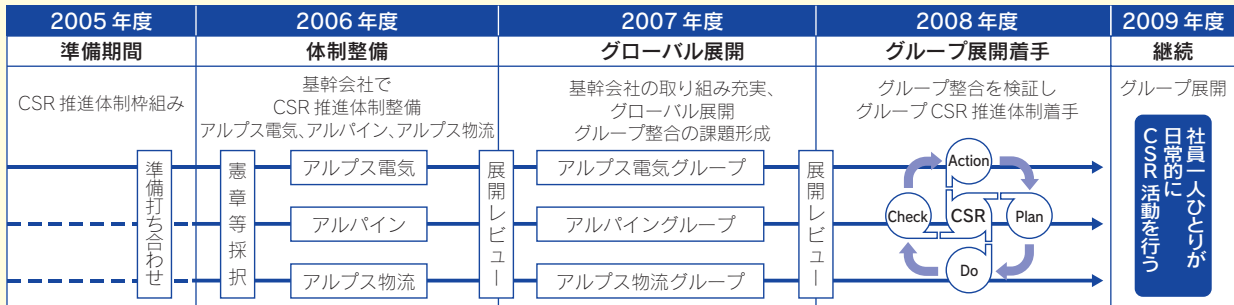 2005年度
2006年度
2007年度
2008年度
2009年度
準備期間
体制整備
グローバル展開
グループ展開着手
継続
CSR推進体制枠組み
基幹会社で
CSR推進体制整備
アルプス電気、アルパイン、アルプス物流
基幹会社の取り組み充実、
グローバル展開
グループ整合の課題形成
グループ整合を検証し
グループCSR推進体制着手
グループ展開
準備打ち合わせ
憲章等採択
アルプス電気
アルパイン
アルプス物流
展開レビュー
アルプス電気グループ
アルパイングループ
アルプス物流グループ
展開レビュー
Action
Check
CSR
Plan
Do
社員一人ひとりが
日常的に
CSR活動を行う